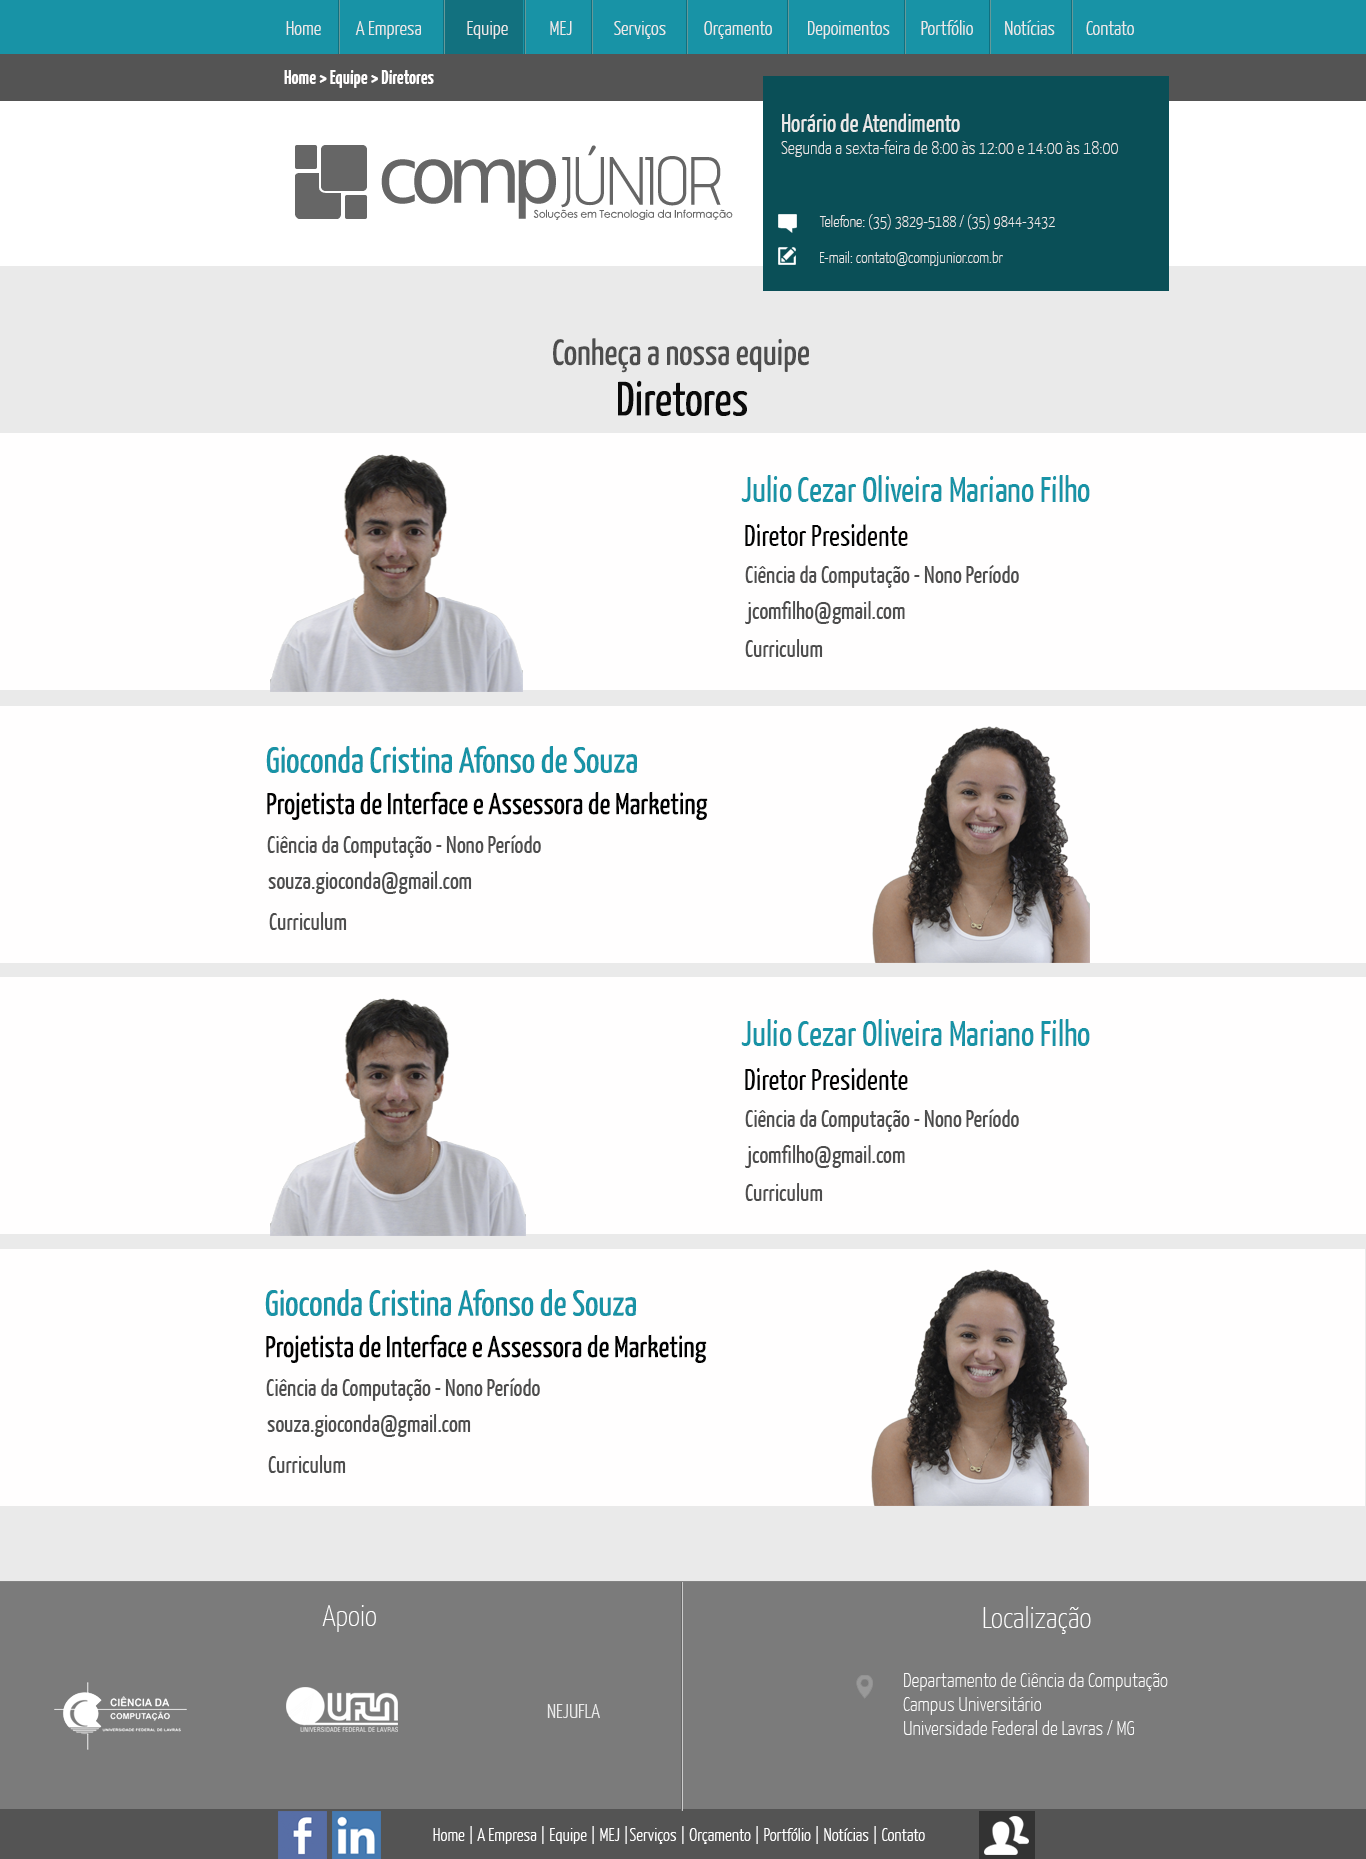 Home A Empresa Equipe MEJ Serviços Orçamento Depoimentos Portfólio Notícias Contato
Home > Equipe > Diretores
compJÚNIOR
Soluções em Tecnologia da Informação
Horário de Atendimento
Segunda a sexta-feira de 8:00 às 12:00 e 14:00 às 18:00
Telefone: (35) 3829-5188 / (35) 9844-3432
E-mail: contato@compjunior.com.br
Conheça a nossa equipe
Diretores
Julio Cezar Oliveira Mariano Filho
Diretor Presidente
Ciência da Computação - Nono Período
jcomfilho@gmail.com
Curriculum
Gioconda Cristina Afonso de Souza
Projetista de Interface e Assessora de Marketing
Ciência da Computação - Nono Período
souza.gioconda@gmail.com
Curriculum
Julio Cezar Oliveira Mariano Filho
Diretor Presidente
Ciência da Computação - Nono Período
jcomfilho@gmail.com
Curriculum
Gioconda Cristina Afonso de Souza
Projetista de Interface e Assessora de Marketing
Ciência da Computação - Nono Período
souza.gioconda@gmail.com
Curriculum
Apoio
CIÊNCIA DA
COMPUTAÇÃO
UNIVERSIDADE FEDERAL DE LAVRAS
UFLA
UNIVERSIDADE FEDERAL DE LAVRAS
NEJUFLA
Localização
Departamento de Ciência da Computação
Campus Universitário
Universidade Federal de Lavras / MG
f in
Home | A Empresa | Equipe | MEJ |Serviços | Orçamento | Portfólio | Notícias | Contato